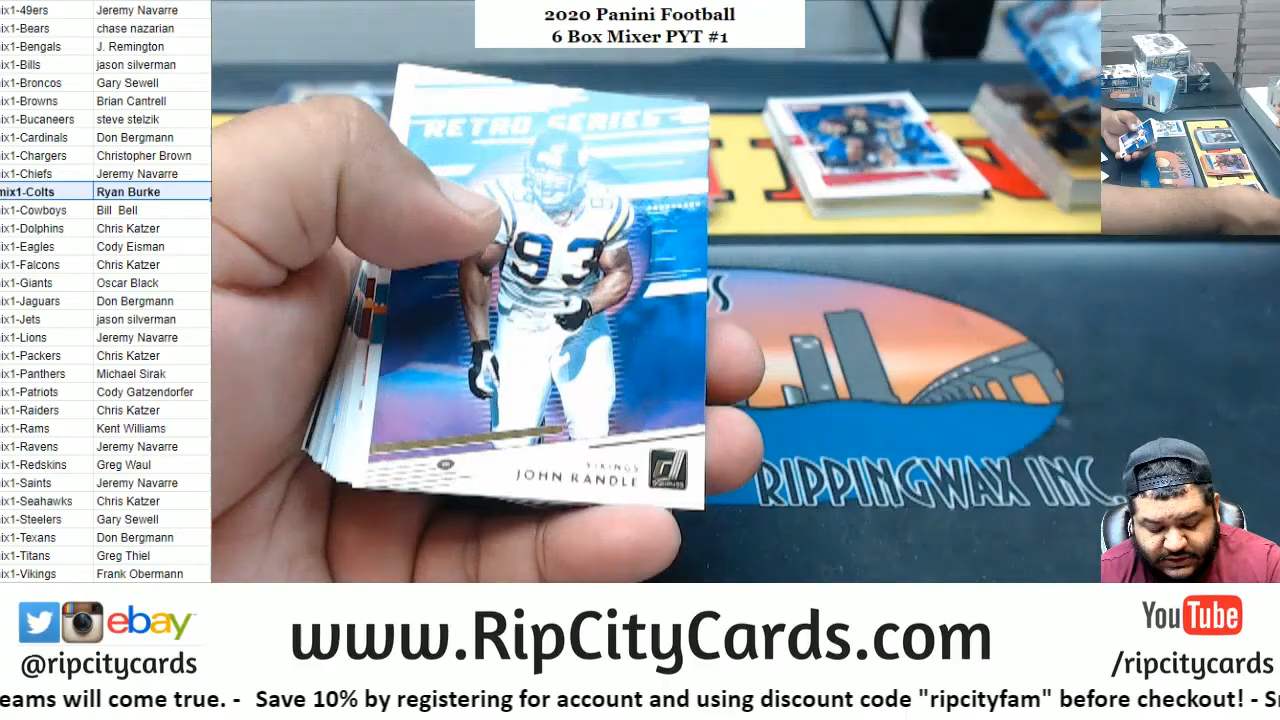 2020 Panini Football
6 Box Mixer PYT #1
ix1-49ers Jeremy Navarre
ix1-Bears chase nazarian
ix1-Bengals J. Remington
ix1-Bills jason silverman
ix1-Broncos Gary Sewell
ix1-Browns Brian Cantrell
ix1-Bucaneers steve stelzik
ix1-Cardinals Don Bergmann
ix1-Chargers Christopher Brown
ix1-Chiefs Jeremy Navarre
mix1-Colts Ryan Burke
ix1-Cowboys Bill Bell
ix1-Dolphins Chris Katzer
ix1-Eagles Cody Eisman
ix1-Falcons Chris Katzer
ix1-Giants Oscar Black
ix1-Jaguars Don Bergmann
ix1-Jets jason silverman
ix1-Lions Jeremy Navarre
ix1-Packers Chris Katzer
ix1-Panthers Michael Sirak
ix1-Patriots Cody Gatzendorfer
ix1-Raiders Chris Katzer
ix1-Rams Kent Williams
ix1-Ravens Jeremy Navarre
ix1-Redskins Greg Waul
ix1-Saints Jeremy Navarre
ix1-Seahawks Chris Katzer
ix1-Steelers Gary Sewell
ix1-Texans Don Bergmann
ix1-Titans Greg Thiel
ix1-Vikings Frank Obermann
RETRO SERIES
93
VIKINGS
JOHN RANDLE
RIPPINGWAX INC.
ebay
@ripcitycards
www.RipCityCards.com
YouTube
/ripcitycards
eams will come true. - Save 10% by registering for account and using discount code "ripcityfam" before checkout! - S